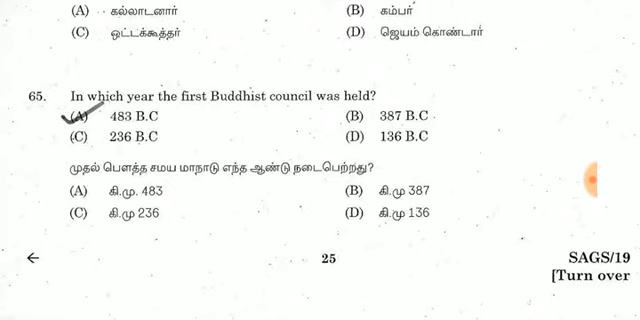 (A) கல்லாடனார் (B) கம்பர்
(C) ஒட்டக்கூத்தர் (D) ஜெயம் கொண்டார்
65. In which year the first Buddhist council was held?
(A) 483 B.C (B) 387 B.C
(C) 236 B.C (D) 136 B.C
முதல் பௌத்த சமய மாநாடு எந்த ஆண்டு நடைபெற்றது?
(A) கி.மு. 483 (B) கி.மு 387
(C) கி.மு 236 (D) கி.மு 136
← 25 SAGS/19
[Turn over